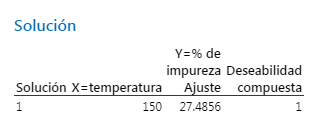 Solución
Y=% de
impureza Deseabilidad
Solución X=temperatura Ajuste compuesta
1 150 27.4856 1